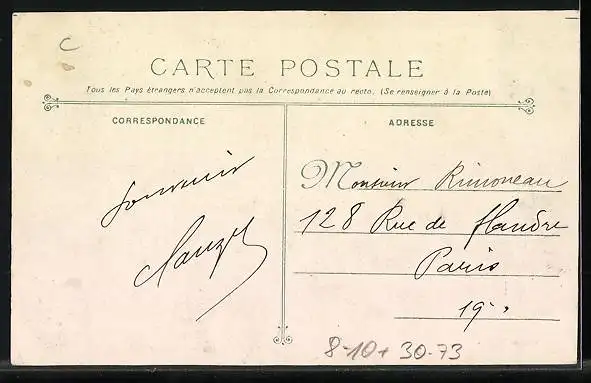 C
CARTE POSTALE
Tous les Pays étrangers n'acceptent pas la Correspondance au recto. (Se renseigner à la Poste)
CORRESPONDANCE
Souvenir
ADRESSE
Monsieur Rimoneau
128 Rue de flandre
Paris
19
8-10+30-73